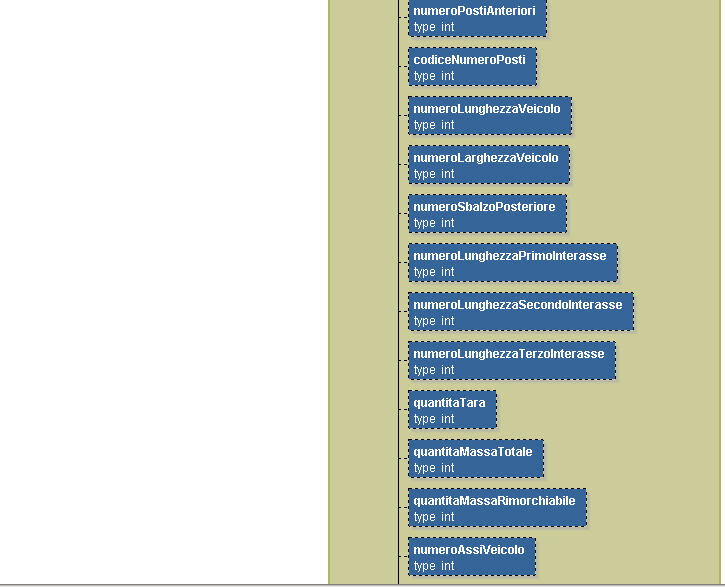 numeroPostiAnteriori
type int
codiceNumeroPosti
type int
numeroLunghezzaVeicolo
type int
numeroLarghezzaVeicolo
type int
numeroSbalzoPosteriore
type int
numeroLunghezzaPrimoInterasse
type int
numeroLunghezzaSecondoInterasse
type int
numeroLunghezzaTerzoInterasse
type int
quantitaTara
type int
quantitaMassaTotale
type int
quantitaMassaRimorchiabile
type int
numeroAssiVeicolo
type int